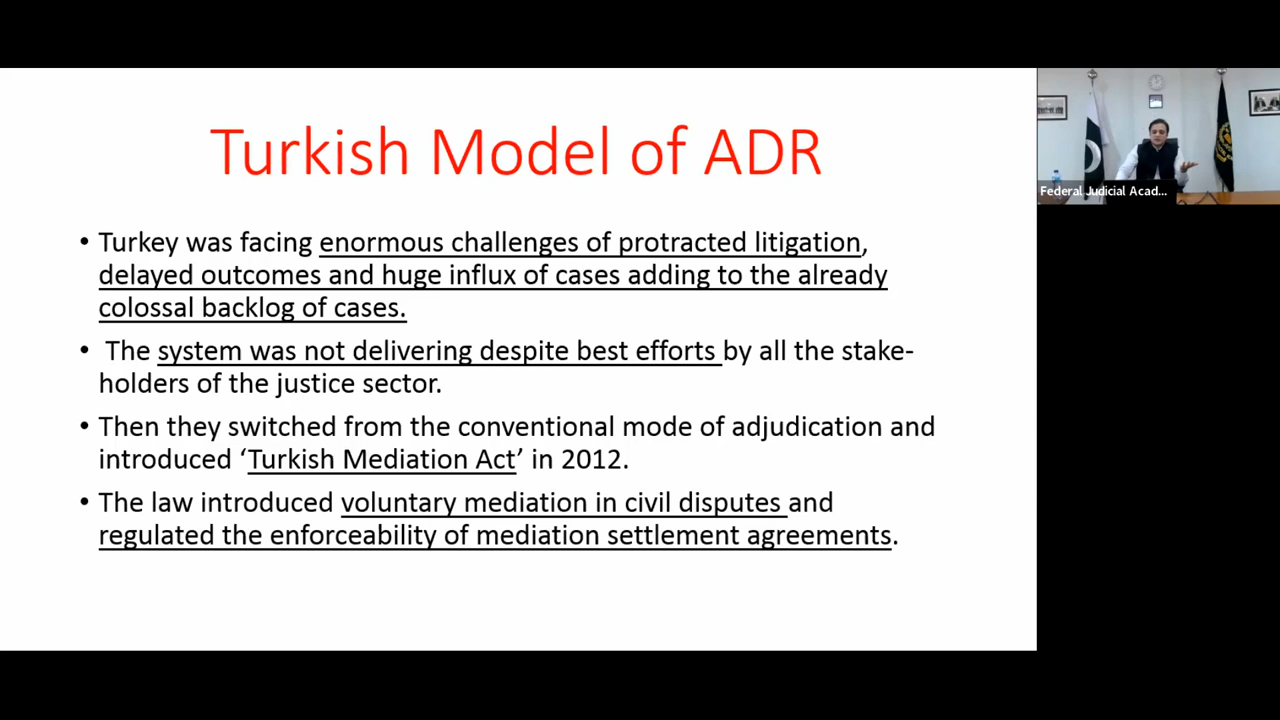 Turkish Model of ADR
• Turkey was facing enormous challenges of protracted litigation,
delayed outcomes and huge influx of cases adding to the already
colossal backlog of cases.
• The system was not delivering despite best efforts by all the stake-
holders of the justice sector.
• Then they switched from the conventional mode of adjudication and
introduced ‘Turkish Mediation Act’ in 2012.
• The law introduced voluntary mediation in civil disputes and
regulated the enforceability of mediation settlement agreements.
Federal Judicial Acad...